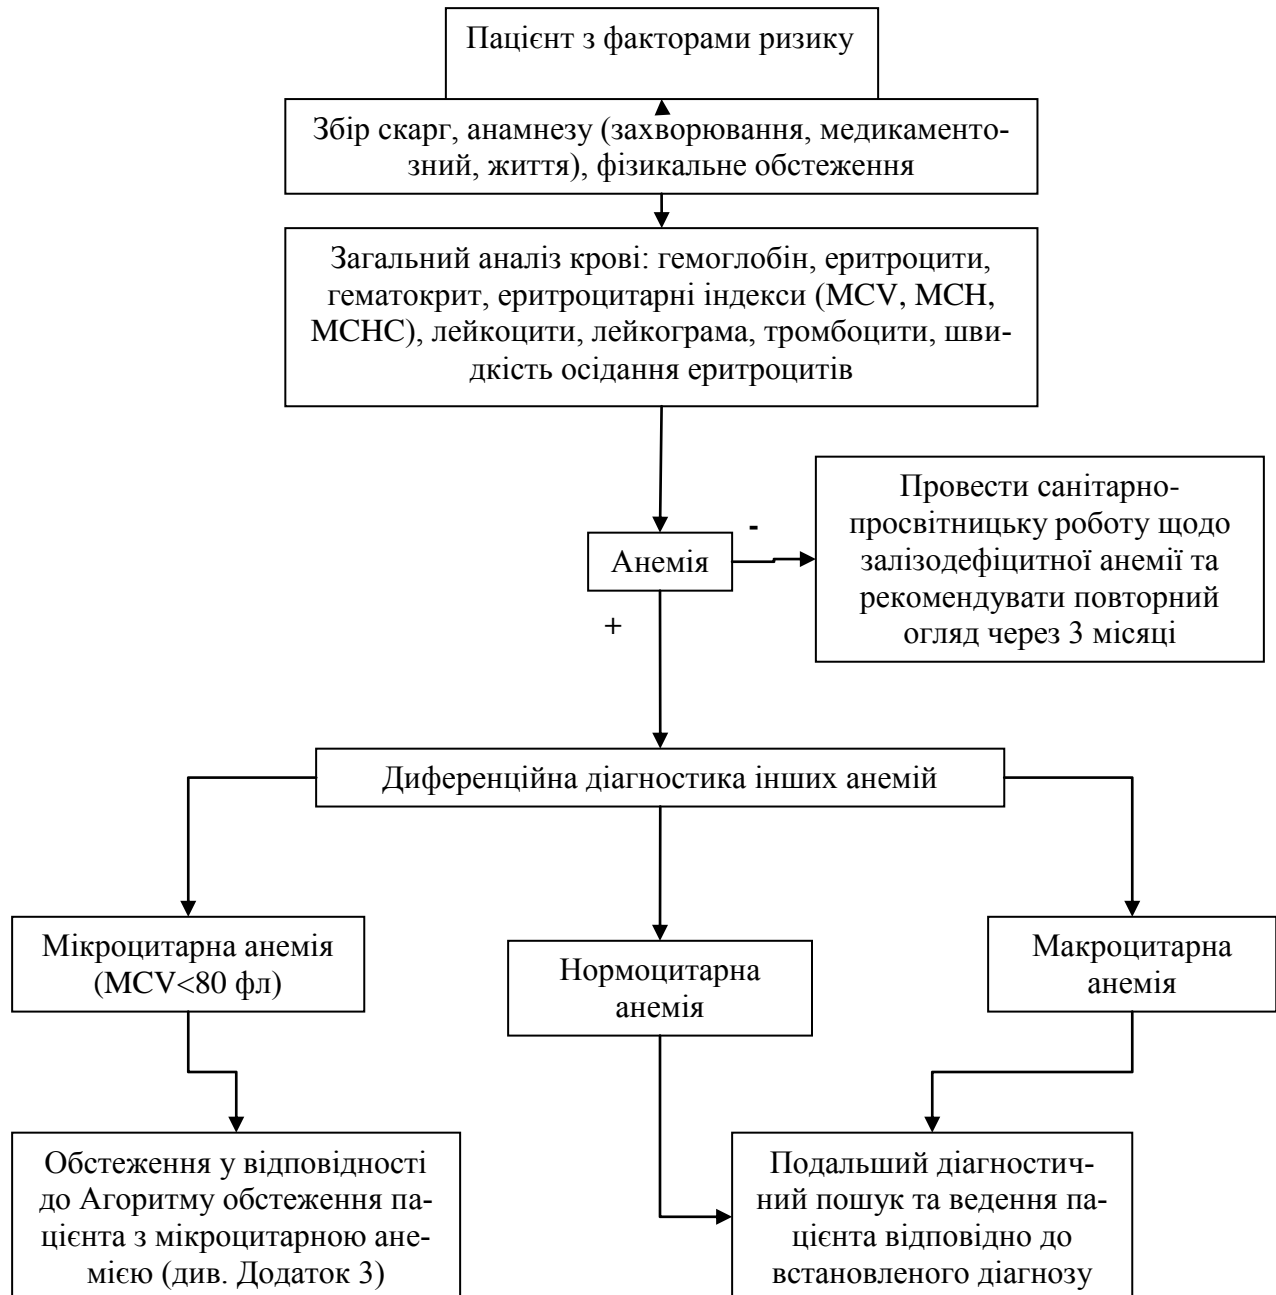 Пацієнт з факторами ризику
Збір скарг, анамнезу (захворювання, медикаменто-
зний, життя), фізикальне обстеження
Загальний аналіз крові: гемоглобін, еритроцити,
гематокрит, еритроцитарні індекси (MCV, MCH,
MCHC), лейкоцити, лейкограма, тромбоцити, шви-
дкість осідання еритроцитів
Анемія
-
Провести санітарно-
просвітницьку роботу щодо
залізодефіцитної анемії та
рекомендувати повторний
огляд через 3 місяці
+
Диференційна діагностика інших анемій
Мікроцитарна анемія
(MCV<80 фл)
Нормоцитарна
анемія
Макроцитарна
анемія
Обстеження у відповідності
до Агоритму обстеження па-
цієнта з мікроцитарною ане-
мією (див. Додаток 3)
Подальший діагностич-
ний пошук та ведення па-
цієнта відповідно до
встановленого діагнозу